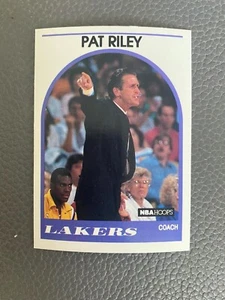 PAT RILEY
NBA HOOPS
LAKERS
COACH